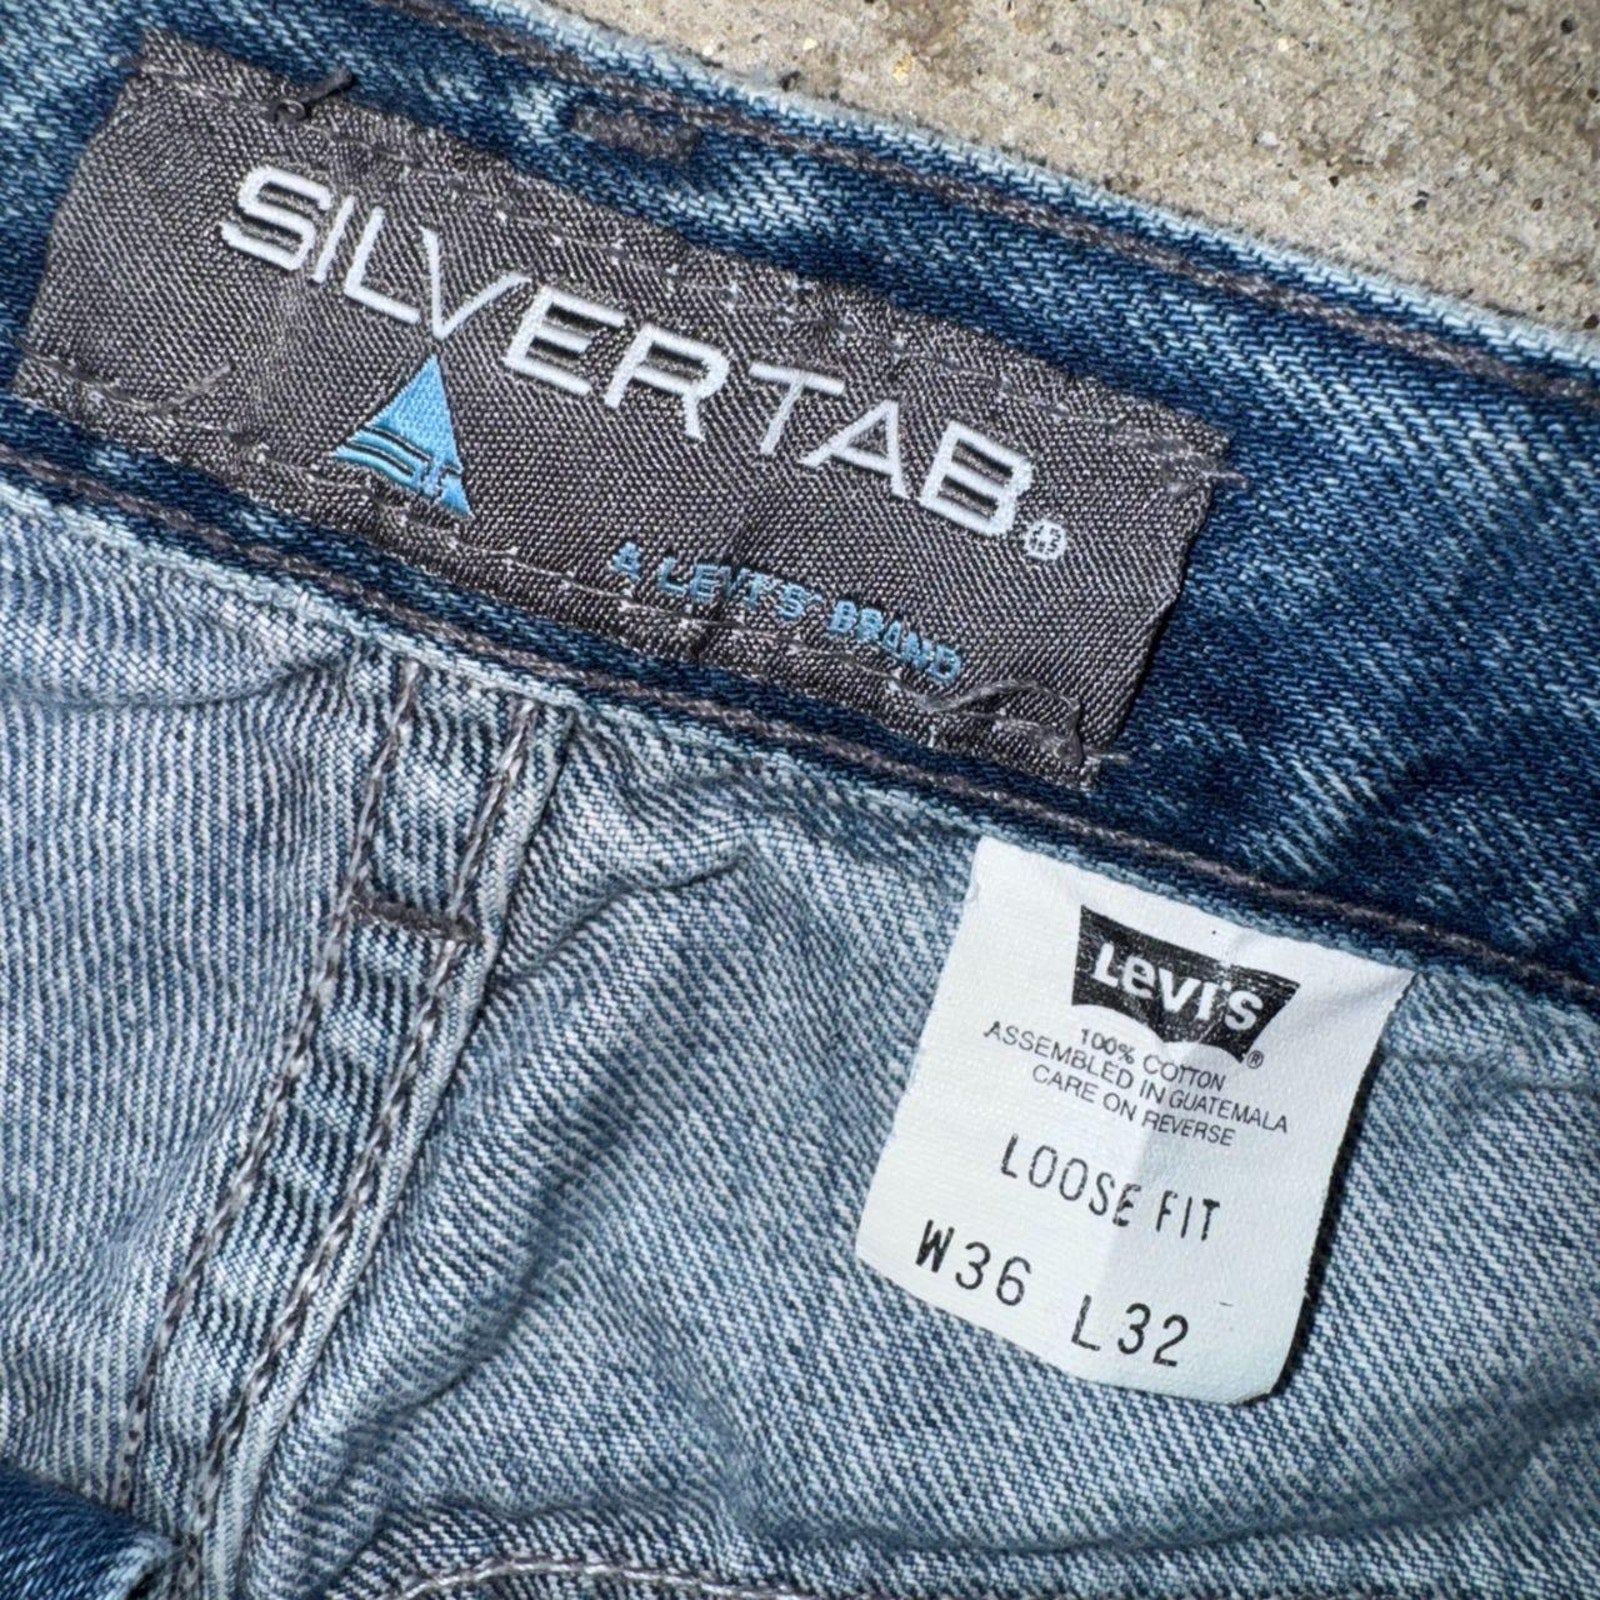 SILVERTAB®
A LEVI'S BRAND
LEVI'S®
100% COTTON
ASSEMBLED IN GUATEMALA
CARE ON REVERSE
LOOSE FIT
W36 L32